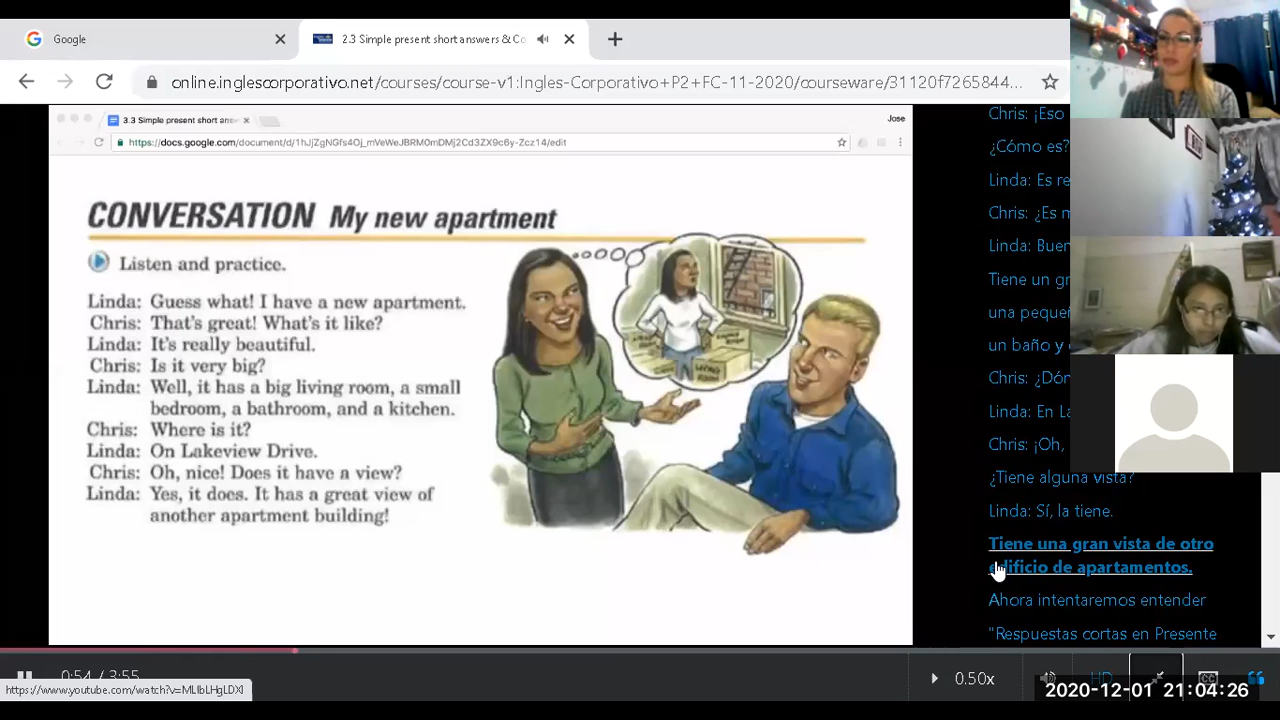 Google
2.3 Simple present short answers & Co
online.inglescorporativo.net/courses/course-v1:Ingles-Corporativo+P2+FC-11-2020/courseware/31120f7265844...
3.3 Simple present short
Jose
https://docs.google.com/document/d/1hJjZgNGfs4Oj_mVeWeJBRM0mDMj2Cd3ZX9c6y-Zcz14/edit
CONVERSATION My new apartment
Listen and practice.
Linda: Guess what! I have a new apartment.
Chris: That's great! What's it like?
Linda: It's really beautiful.
Chris: Is it very big?
Linda: Well, it has a big living room, a small
bedroom, a bathroom, and a kitchen.
Chris: Where is it?
Linda: On Lakeview Drive.
Chris: Oh, nice! Does it have a view?
Linda: Yes, it does. It has a great view of
another apartment building!
Chris: ¡Eso
¿Cómo es?
Linda: Es re
Chris: ¿Es m
Linda: Buen
Tiene un gr
una pequeñ
un baño y
Chris: ¿Dón
Linda: En La
Chris: ¡Oh,
¿Tiene alguna vista?
Linda: Sí, la tiene.
Tiene una gran vista de otro
edificio de apartamentos.
Ahora intentaremos entender
"Respuestas cortas en Presente
0:54 / 3:55
0.50x
HD
CC
https://www.youtube.com/watch?v=MLIbLHgLDXI
2020-12-01 21:04:26